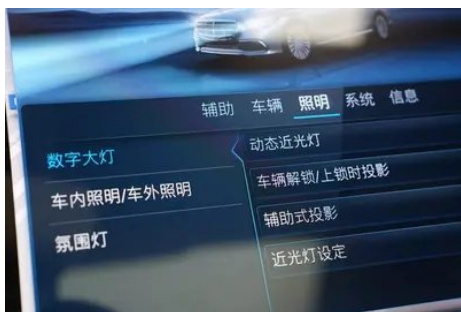 辅助 车辆 照明 系统 信息
数字大灯
车内照明/车外照明
氛围灯
动态近光灯
车辆解锁/上锁时投影
辅助式投影
近光灯设定